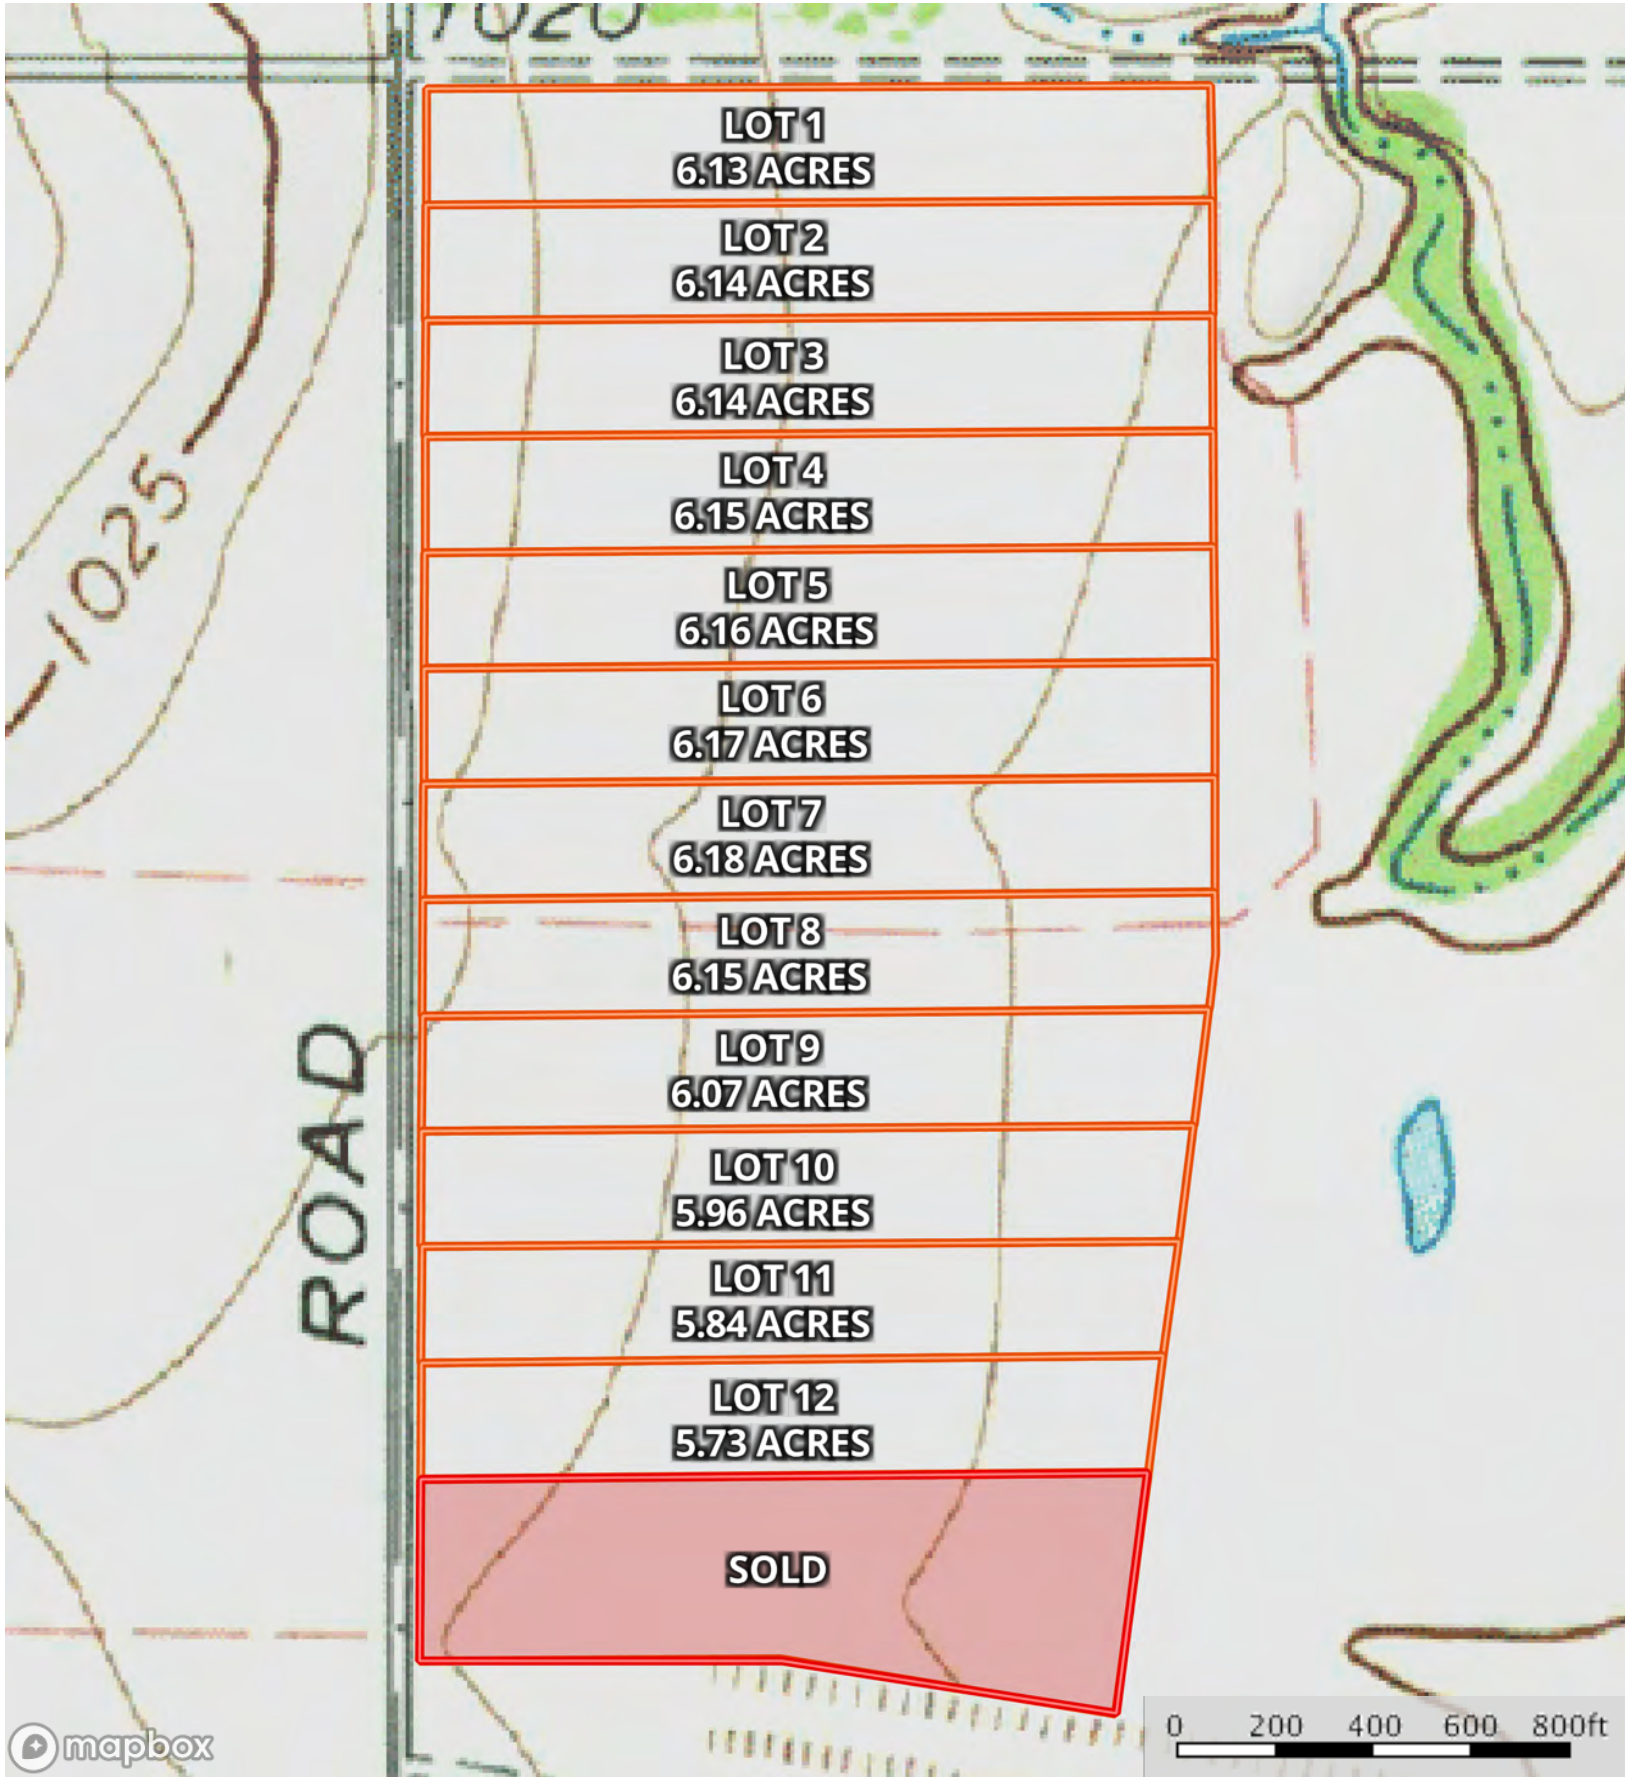 1020
LOT 1
6.13 ACRES
LOT 2
6.14 ACRES
LOT 3
6.14 ACRES
LOT 4
6.15 ACRES
1025
LOT 5
6.16 ACRES
LOT 6
6.17 ACRES
LOT 7
6.18 ACRES
LOT 8
6.15 ACRES
LOT 9
6.07 ACRES
ROAD
LOT 10
5.96 ACRES
LOT 11
5.84 ACRES
LOT 12
5.73 ACRES
SOLD
0 200 400 600 800ft
mapbox